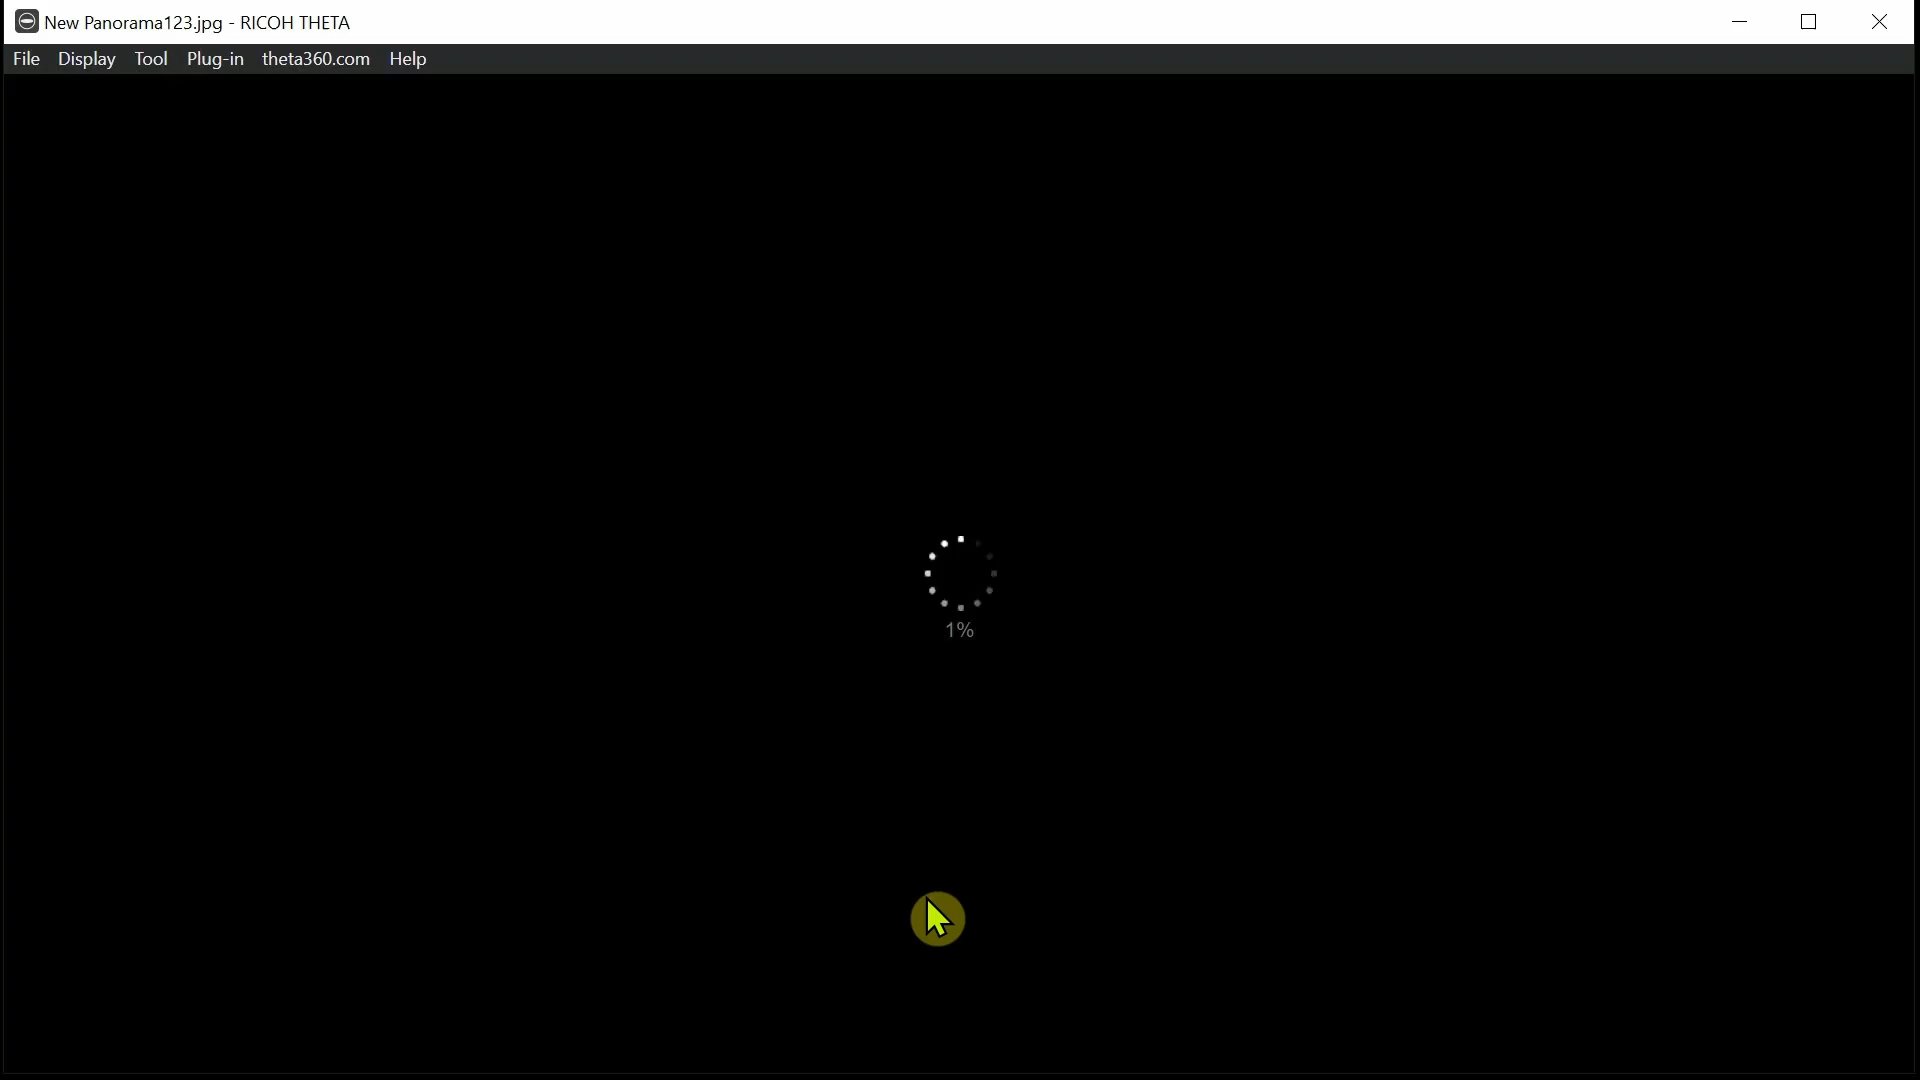 New Panorama123.jpg - RICOH THETA
File Display Tool Plug-in theta360.com Help
1%